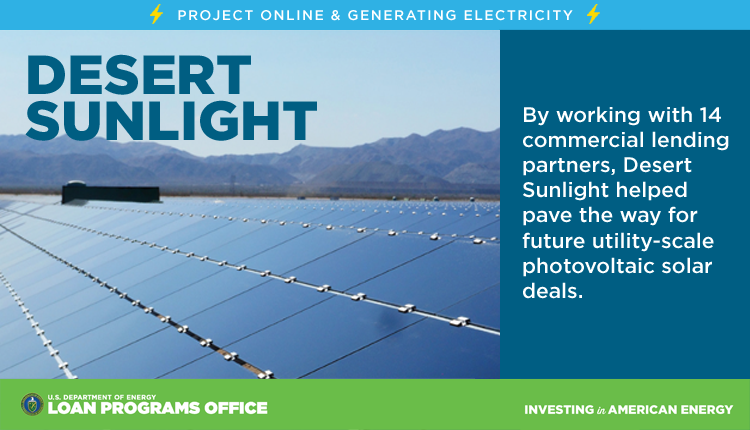 PROJECT ONLINE & GENERATING ELECTRICITY
DESERT
SUNLIGHT
By working with 14
commercial lending
partners, Desert
Sunlight helped
pave the way for
future utility-scale
photovoltaic solar
deals.
U.S. DEPARTMENT OF ENERGY
LOAN PROGRAMS OFFICE
INVESTING in AMERICAN ENERGY